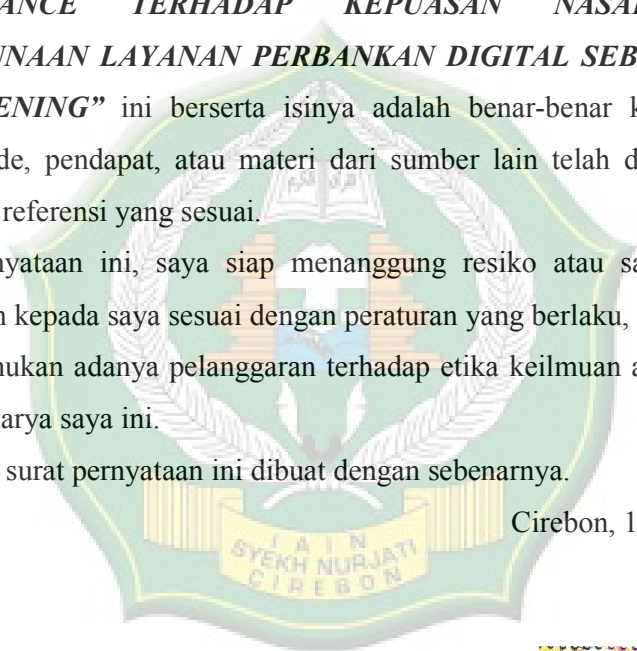 ANCE TERHADAP KEPUASAN NASA
UNAAN LAYANAN PERBANKAN DIGITAL SEB
ENING" ini berserta isinya adalah benar-benar k
de, pendapat, atau materi dari sumber lain telah d
referensi yang sesuai.
nyataan ini, saya siap menanggung resiko atau sa
n kepada saya sesuai dengan peraturan yang berlaku,
mukan adanya pelanggaran terhadap etika keilmuan a
karya saya ini.
surat pernyataan ini dibuat dengan sebenarnya.
Cirebon, 1
IAIN
SYEKH NURJATI
CIREBON